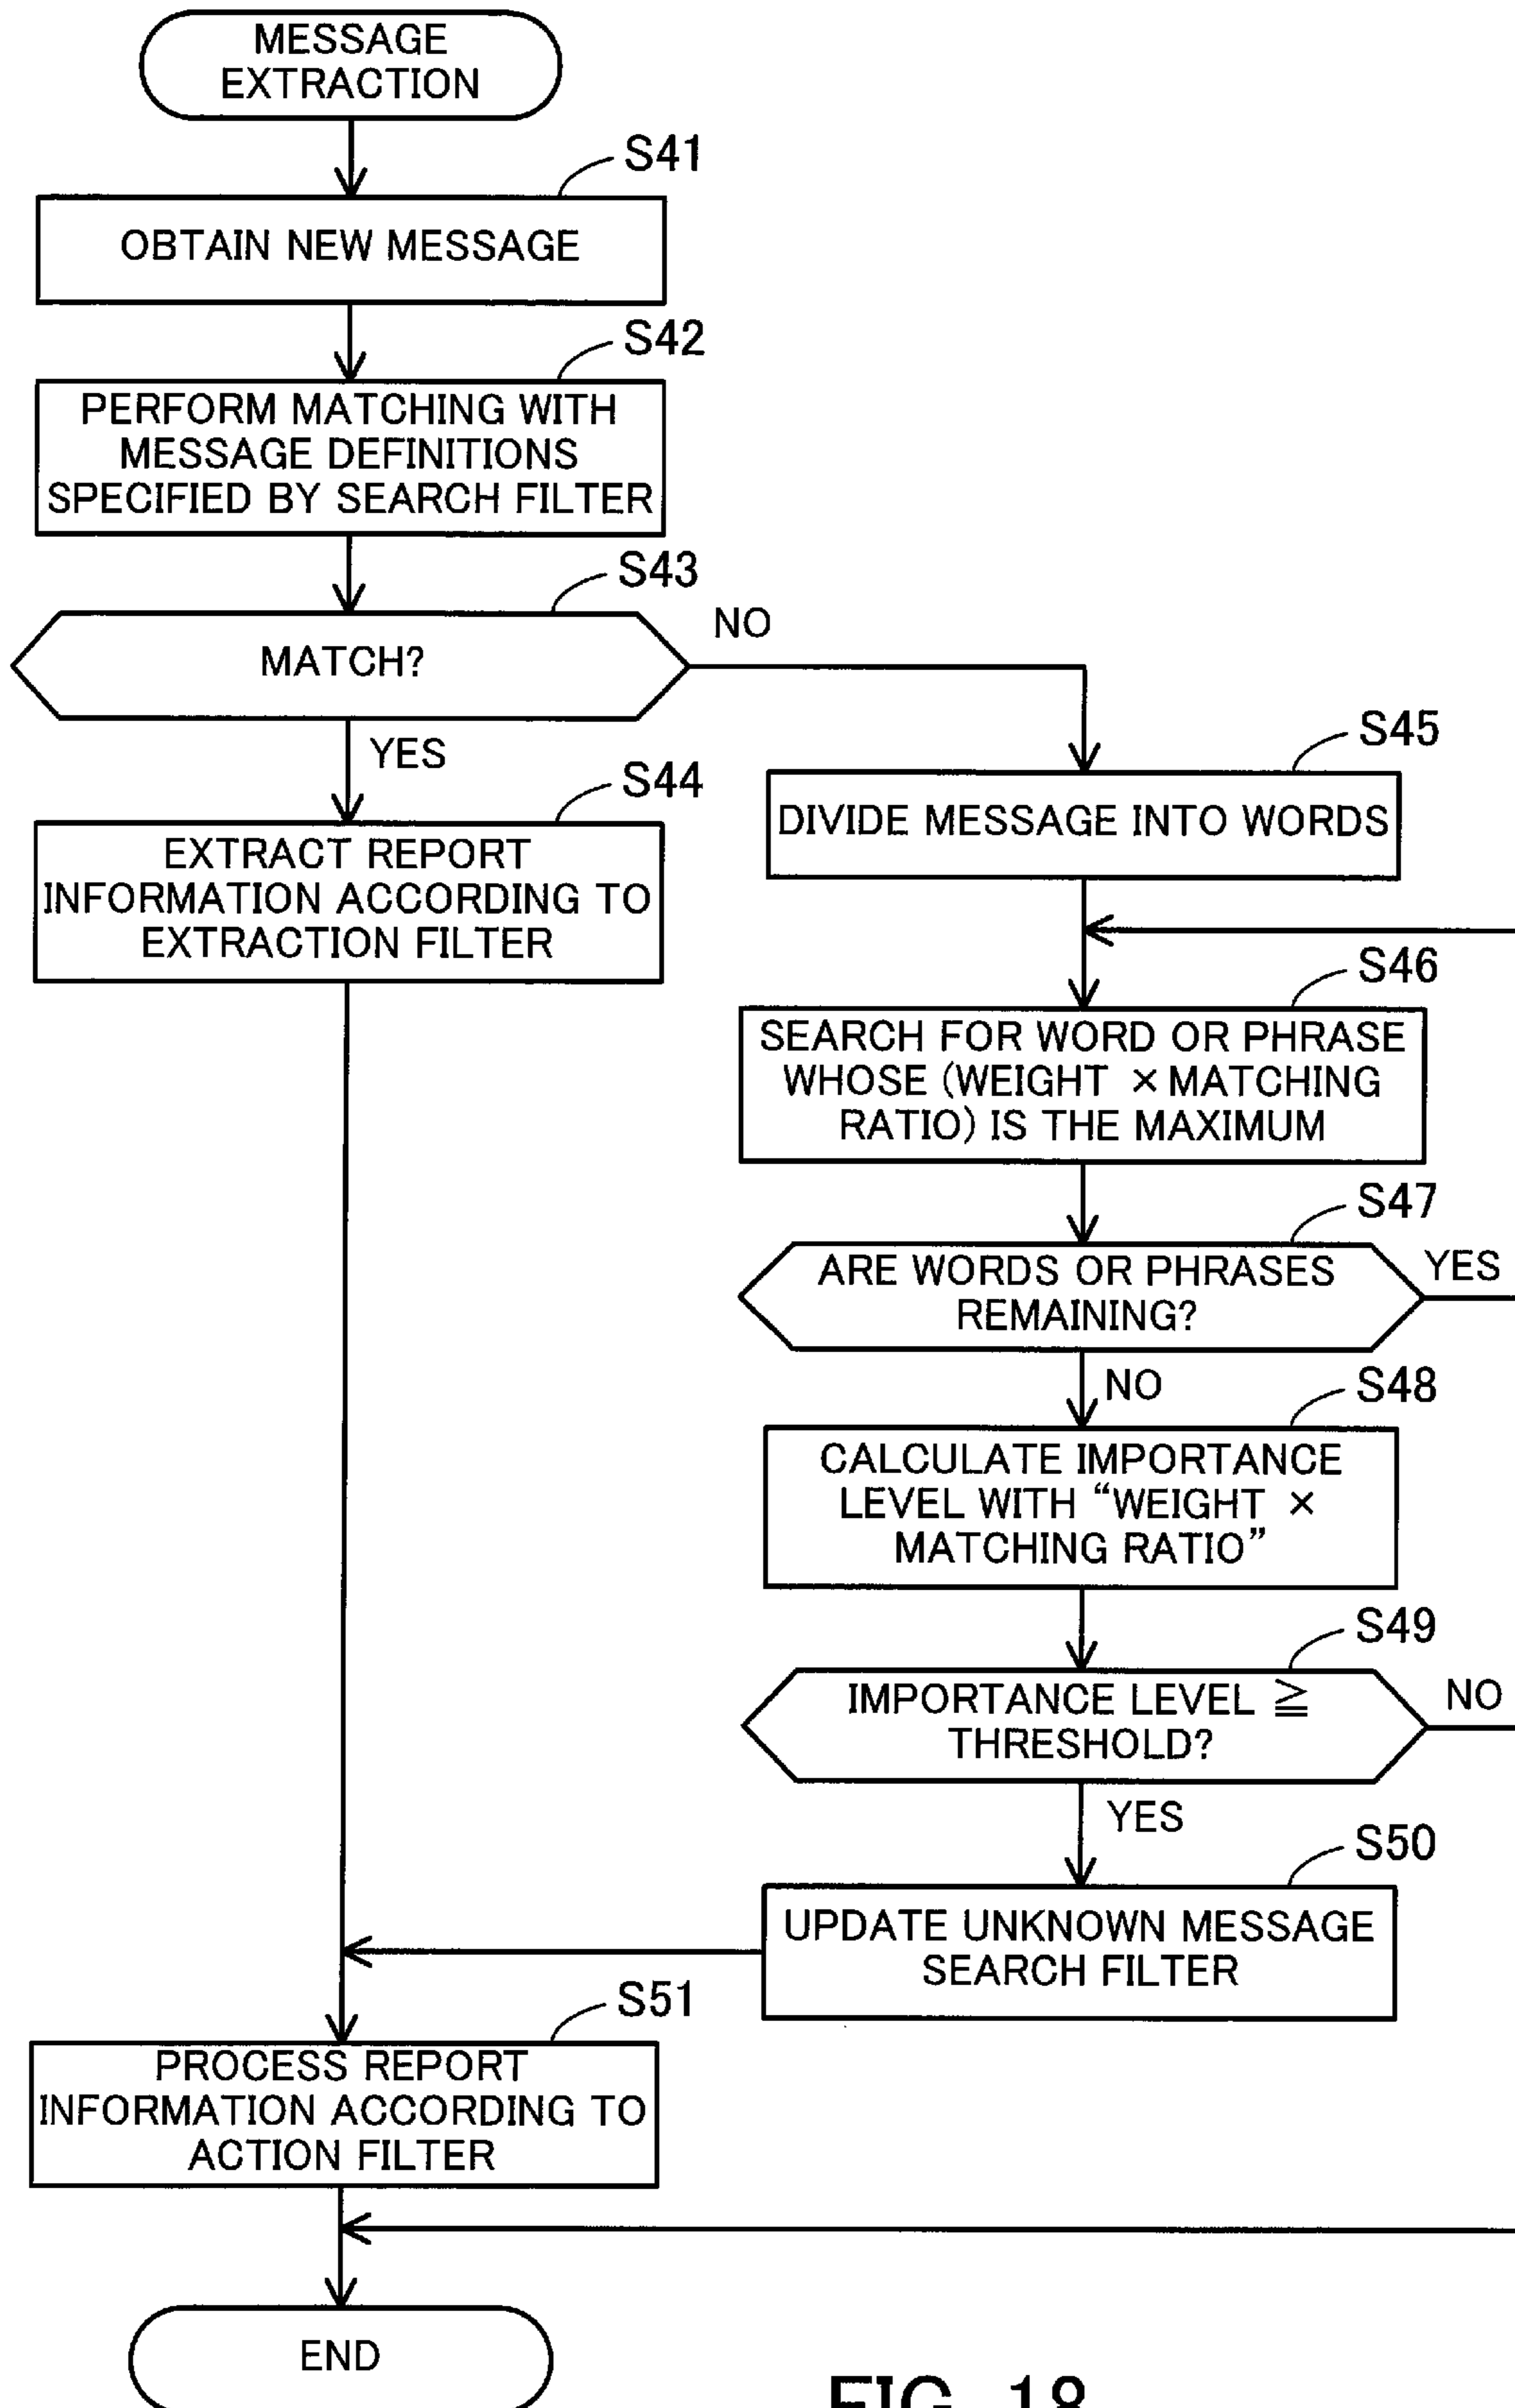 MESSAGE
EXTRACTION
S41
OBTAIN NEW MESSAGE
S42
PERFORM MATCHING WITH
MESSAGE DEFINITIONS
SPECIFIED BY SEARCH FILTER
S43
MATCH?
NO
YES
S44
EXTRACT REPORT
INFORMATION ACCORDING TO
EXTRACTION FILTER
S45
DIVIDE MESSAGE INTO WORDS
S46
SEARCH FOR WORD OR PHRASE
WHOSE (WEIGHT × MATCHING
RATIO) IS THE MAXIMUM
S47
ARE WORDS OR PHRASES
REMAINING?
YES
NO
S48
CALCULATE IMPORTANCE
LEVEL WITH “WEIGHT ×
MATCHING RATIO”
S49
IMPORTANCE LEVEL ≧
THRESHOLD?
NO
YES
S50
UPDATE UNKNOWN MESSAGE
SEARCH FILTER
S51
PROCESS REPORT
INFORMATION ACCORDING TO
ACTION FILTER
END
FIG. 18